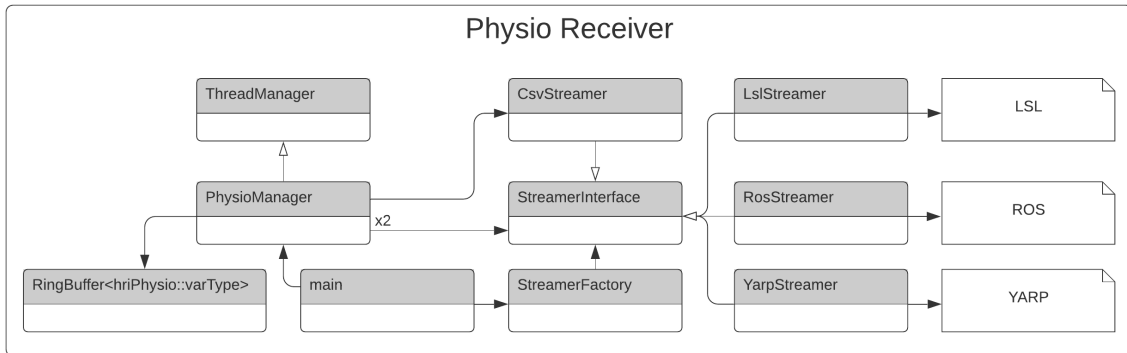 Physio Receiver
ThreadManager
CsvStreamer
LslStreamer
LSL
PhysioManager
StreamerInterface
RosStreamer
ROS
x2
RingBuffer<hriPhysio::varType>
main
StreamerFactory
YarpStreamer
YARP